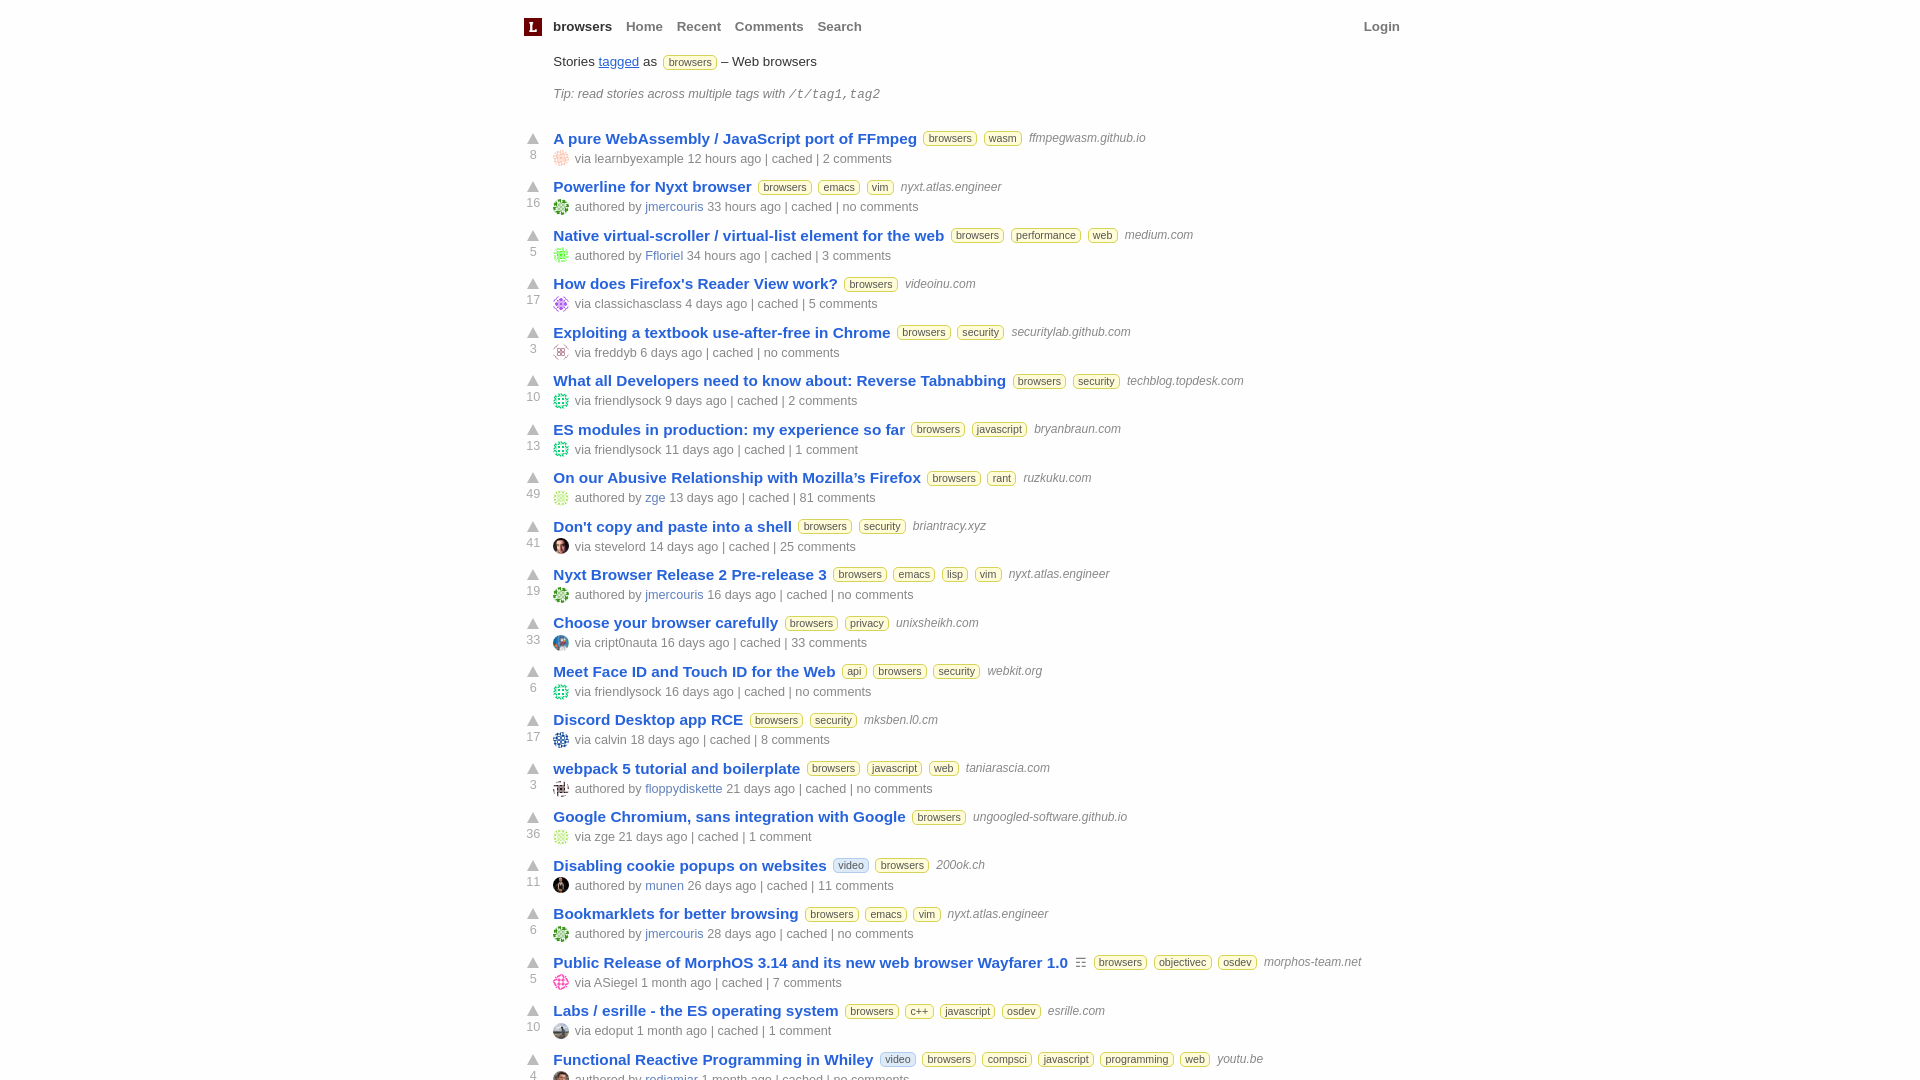 L browsers Home Recent Comments Search Login
Stories tagged as browsers – Web browsers
Tip: read stories across multiple tags with /t/tag1,tag2
A pure WebAssembly / JavaScript port of FFmpeg browsers wasm ffmpegwasm.github.io
8 via learnbyexample 12 hours ago | cached | 2 comments
Powerline for Nyxt browser browsers emacs vim nyxt.atlas.engineer
16 authored by jmercouris 33 hours ago | cached | no comments
Native virtual-scroller / virtual-list element for the web browsers performance web medium.com
5 authored by Ffloriel 34 hours ago | cached | 3 comments
How does Firefox's Reader View work? browsers videoinu.com
17 via classichasclass 4 days ago | cached | 5 comments
Exploiting a textbook use-after-free in Chrome browsers security securitylab.github.com
3 via freddyb 6 days ago | cached | no comments
What all Developers need to know about: Reverse Tabnabbing browsers security techblog.topdesk.com
10 via friendlysock 9 days ago | cached | 2 comments
ES modules in production: my experience so far browsers javascript bryanbraun.com
13 via friendlysock 11 days ago | cached | 1 comment
On our Abusive Relationship with Mozilla’s Firefox browsers rant ruzkuku.com
49 authored by zge 13 days ago | cached | 81 comments
Don't copy and paste into a shell browsers security briantracy.xyz
41 via stevelord 14 days ago | cached | 25 comments
Nyxt Browser Release 2 Pre-release 3 browsers emacs lisp vim nyxt.atlas.engineer
19 authored by jmercouris 16 days ago | cached | no comments
Choose your browser carefully browsers privacy unixsheikh.com
33 via cript0nauta 16 days ago | cached | 33 comments
Meet Face ID and Touch ID for the Web api browsers security webkit.org
6 via friendlysock 16 days ago | cached | no comments
Discord Desktop app RCE browsers security mksben.l0.cm
17 via calvin 18 days ago | cached | 8 comments
webpack 5 tutorial and boilerplate browsers javascript web taniarascia.com
3 authored by floppydiskette 21 days ago | cached | no comments
Google Chromium, sans integration with Google browsers ungoogled-software.github.io
36 via zge 21 days ago | cached | 1 comment
Disabling cookie popups on websites video browsers 200ok.ch
11 authored by munen 26 days ago | cached | 11 comments
Bookmarklets for better browsing browsers emacs vim nyxt.atlas.engineer
6 authored by jmercouris 28 days ago | cached | no comments
Public Release of MorphOS 3.14 and its new web browser Wayfarer 1.0 ☶ browsers objectivec osdev morphos-team.net
5 via ASiegel 1 month ago | cached | 7 comments
Labs / esrille - the ES operating system browsers c++ javascript osdev esrille.com
10 via edoput 1 month ago | cached | 1 comment
Functional Reactive Programming in Whiley video browsers compsci javascript programming web youtu.be
4 authored by redjamjar 1 month ago | cached | no comments